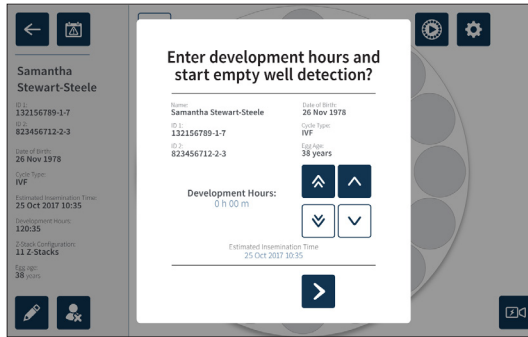 Samantha
Stewart-Steele
ID 1:
132156789-1-7
ID 2:
823456712-2-3
Date of Birth:
26 Nov 1978
Cycle Type:
IVF
Estimated Insemination Time:
25 Oct 2017 10:35
Development Hours:
120:35
Z-Stack Configuration:
11 Z-Stacks
Egg age:
38 years
Enter development hours and
start empty well detection?
Name:
Samantha Stewart-Steele
Date of Birth:
26 Nov 1978
ID 1:
132156789-1-7
Cycle Type:
IVF
ID 2:
823456712-2-3
Egg Age:
38 years
Development Hours:
0 h 00 m
Estimated Insemination Time
25 Oct 2017 10:35